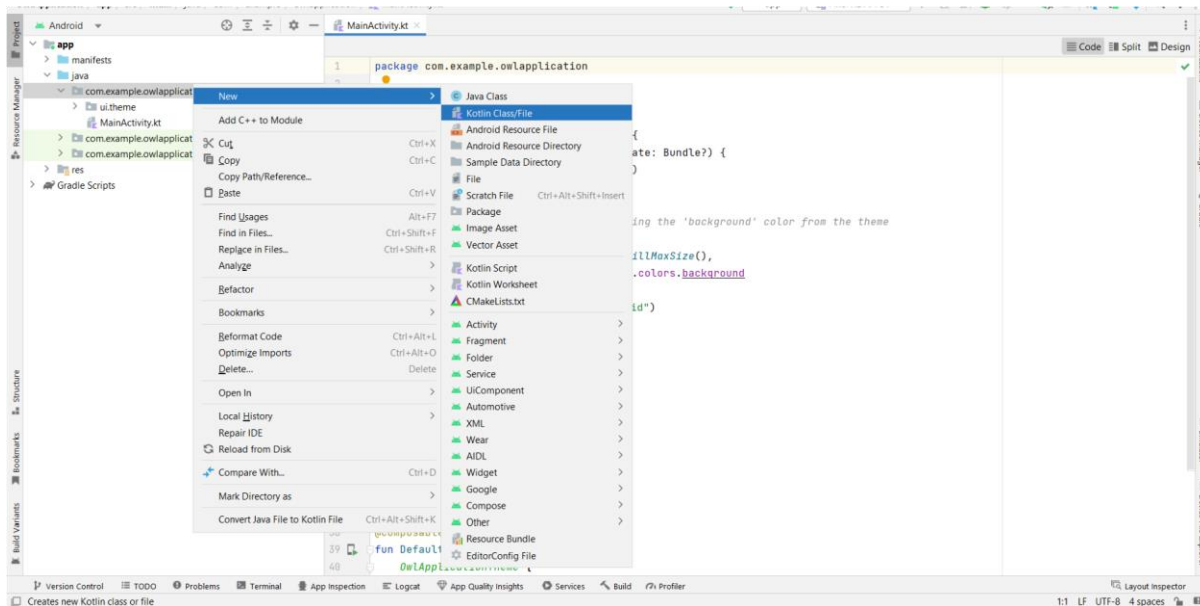 Project
Android
MainActivity.kt
Code Split Design
app
manifests
java
com.example.owlapplicat
ui.theme
MainActivity.kt
com.example.owlapplicat
com.example.owlapplicat
res
Gradle Scripts
Resource Manager
Structure
Bookmarks
Build Variants
New
Add C++ to Module
Cut Ctrl+X
Copy Ctrl+C
Copy Path/Reference...
Paste Ctrl+V
Find Usages Alt+F7
Find in Files... Ctrl+Shift+F
Replace in Files... Ctrl+Shift+R
Analyze
Refactor
Bookmarks
Reformat Code Ctrl+Alt+L
Optimize Imports Ctrl+Alt+O
Delete... Delete
Open In
Local History
Repair IDE
Reload from Disk
Compare With... Ctrl+D
Mark Directory as
Convert Java File to Kotlin File Ctrl+Alt+Shift+K
Java Class
Kotlin Class/File
Android Resource File
Android Resource Directory
Sample Data Directory
File
Scratch File Ctrl+Alt+Shift+Insert
Package
Image Asset
Vector Asset
Kotlin Script
Kotlin Worksheet
CMakeLists.txt
Activity
Fragment
Folder
Service
UiComponent
Automotive
XML
Wear
AIDL
Widget
Google
Compose
Other
Resource Bundle
EditorConfig File
1 package com.example.owlapplication
{
ate: Bundle?) {
)
ing the 'background' color from the theme
illMaxSize(),
.colors.background
id")
39 fun Default
40 OwlApplicationTheme {
Version Control TODO Problems Terminal App Inspection Logcat App Quality Insights Services Build Profiler Layout Inspector
Creates new Kotlin class or file 1:1 LF UTF-8 4 spaces